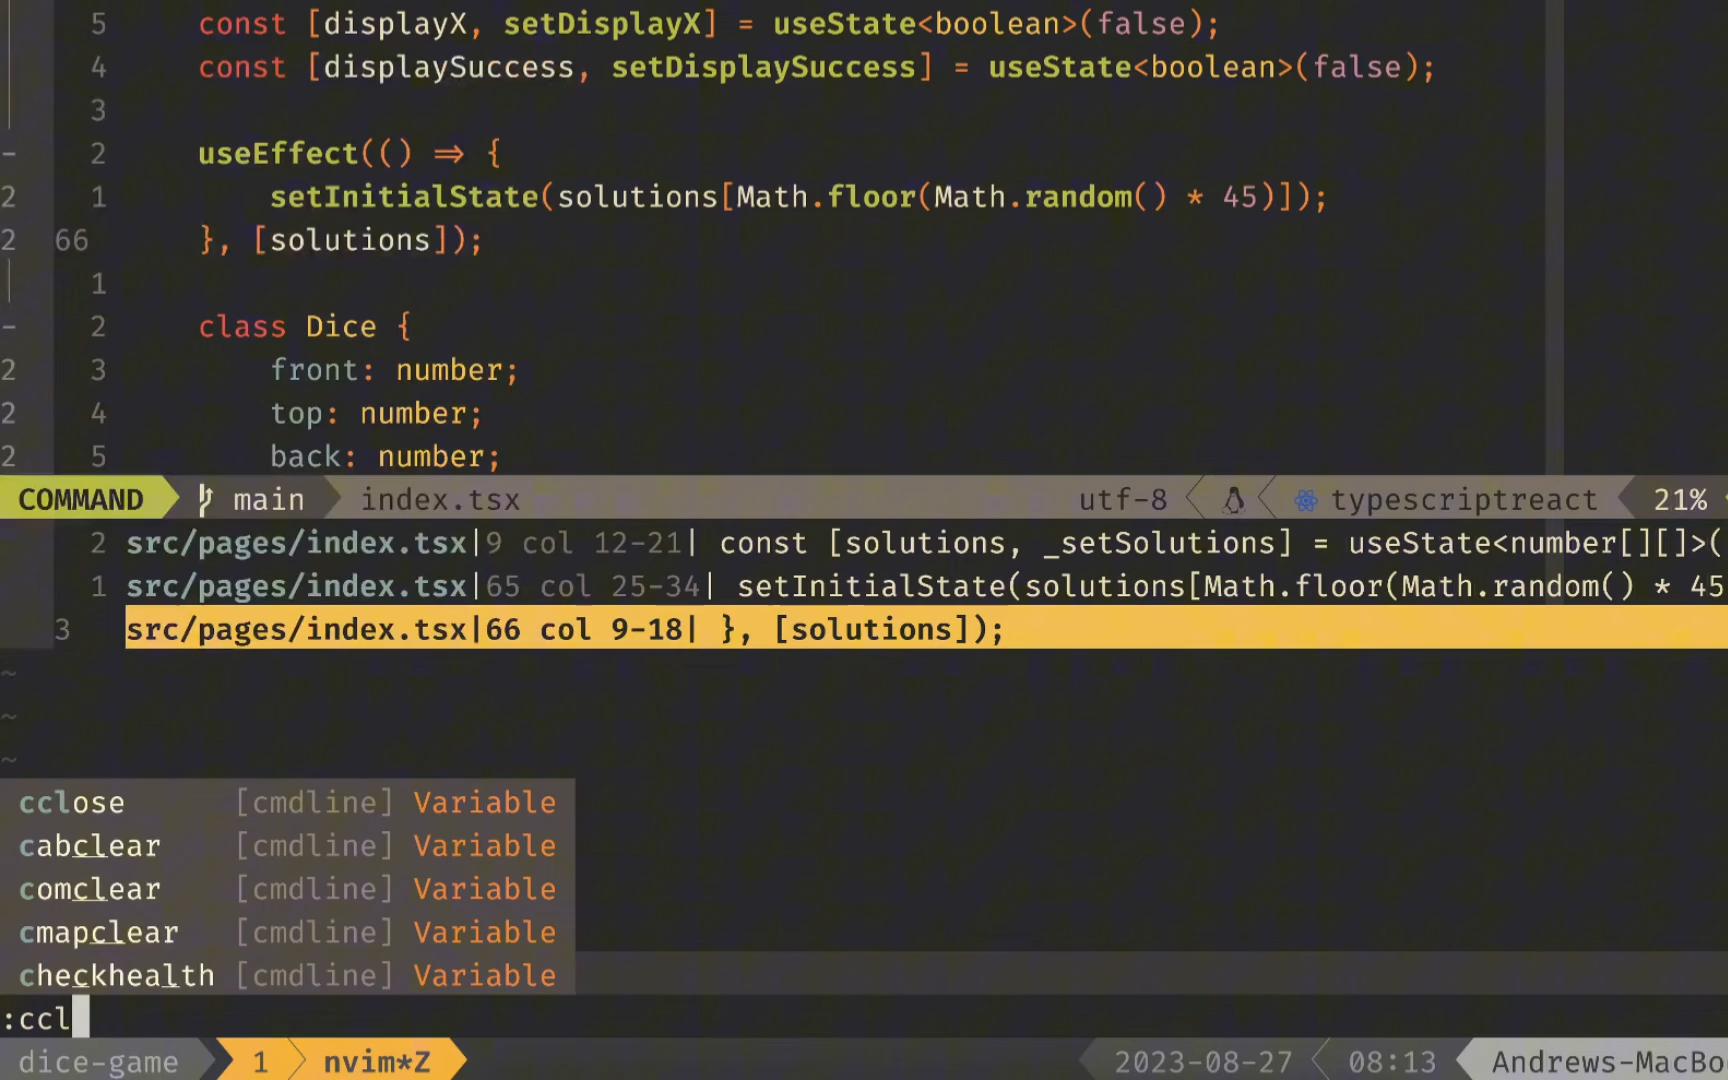 5 const [displayX, setDisplayX] = useState<boolean>(false);
4 const [displaySuccess, setDisplaySuccess] = useState<boolean>(false);
3
- 2 useEffect(() => {
2 1 setInitialState(solutions[Math.floor(Math.random() * 45)]);
2 66 }, [solutions]);
1
- 2 class Dice {
2 3 front: number;
2 4 top: number;
2 5 back: number;
COMMAND main index.tsx utf-8 typescriptreact 21%
2 src/pages/index.tsx|9 col 12-21| const [solutions, _setSolutions] = useState<number[][]>(
1 src/pages/index.tsx|65 col 25-34| setInitialState(solutions[Math.floor(Math.random() * 45
3 src/pages/index.tsx|66 col 9-18| }, [solutions]);
~
~
~
cclose [cmdline] Variable
cabclear [cmdline] Variable
comclear [cmdline] Variable
cmapclear [cmdline] Variable
checkhealth [cmdline] Variable
:ccl
dice-game 1 nvim*Z 2023-08-27 08:13 Andrews-MacBo